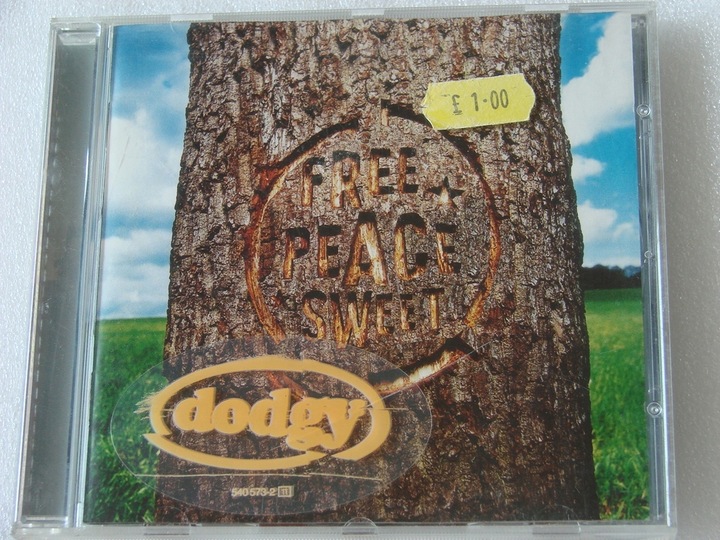 £1·00
FREE
PEACE
SWEET
dodgy
540 573-2